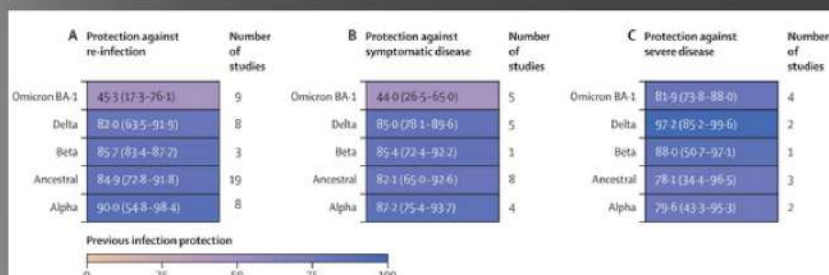 A Protection against re-infection
Number of studies
Omicron BA·1 45·3 (17·3–76·1) 9
Delta 82·0 (63·5–91·9) 8
Beta 85·7 (83·4–87·7) 3
Ancestral 84·9 (72·8–91·8) 19
Alpha 90·0 (54·8–98·4) 8
B Protection against symptomatic disease
Number of studies
Omicron BA·1 44·0 (26·5–65·0) 5
Delta 85·0 (78·1–89·6) 5
Beta 85·4 (72·4–92·2) 1
Ancestral 82·1 (65·0–92·6) 8
Alpha 87·2 (75·4–93·7) 4
C Protection against severe disease
Number of studies
Omicron BA·1 81·9 (73·8–88·0) 4
Delta 97·2 (85·2–99·6) 2
Beta 88·0 (50·7–97·1) 1
Ancestral 78·1 (34·4–96·5) 3
Alpha 79·6 (43·3–95·3) 2
Previous infection protection